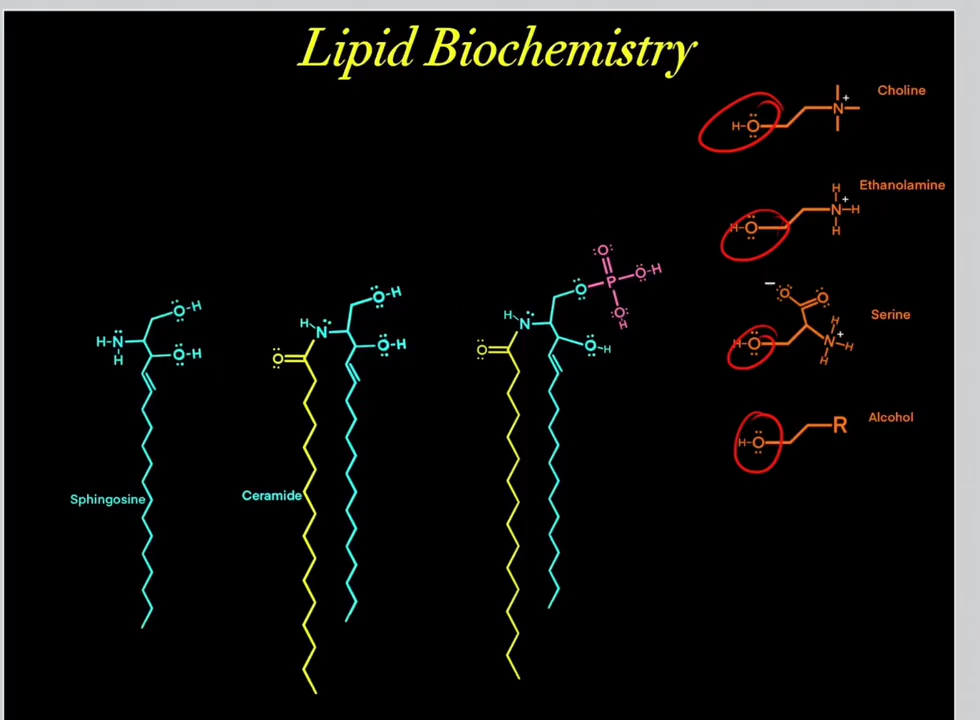 Lipid Biochemistry
Choline
H-O
N
+
Ethanolamine
H
H-O
N-H
+
H
Serine
−
O
O
H-O
H
N
+
H
H
Alcohol
H-O
R
O-H
H-N
H
O-H
Sphingosine
O-H
H
N
O
O-H
Ceramide
O
O
P
O-H
O
H
H
N
O
O-H